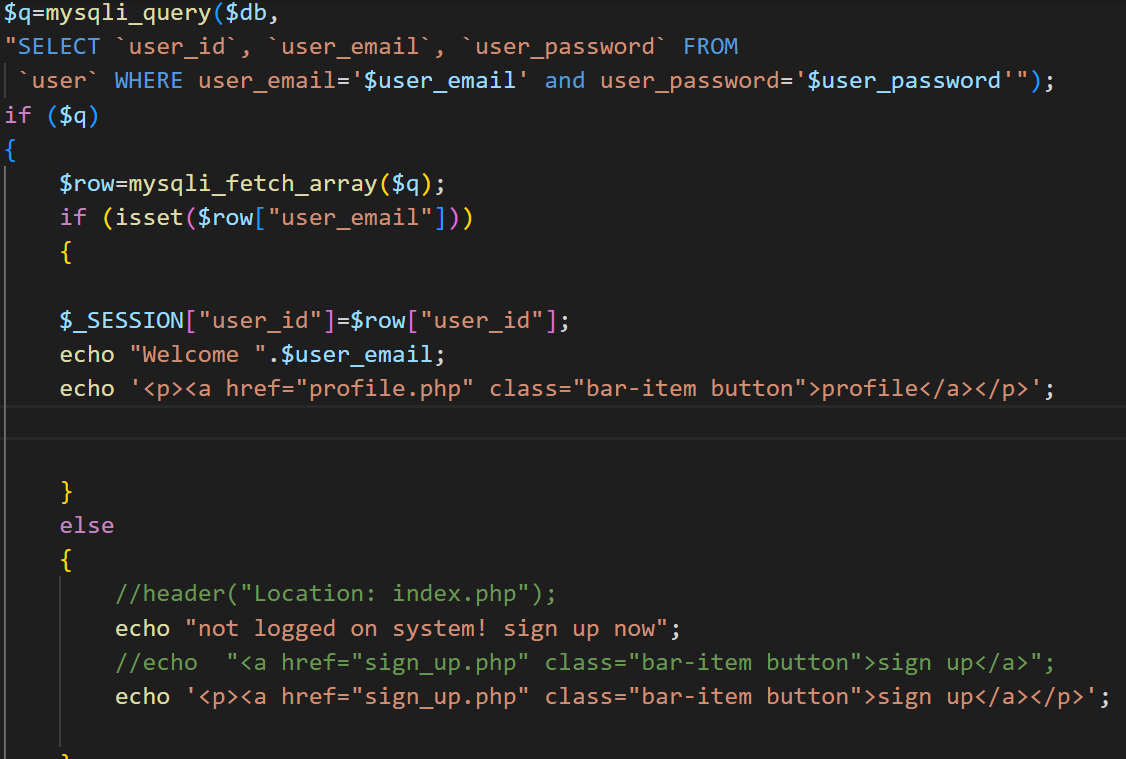 $q=mysqli_query($db,
"SELECT `user_id`, `user_email`, `user_password` FROM
`user` WHERE user_email='$user_email' and user_password='$user_password'");
if ($q)
{
$row=mysqli_fetch_array($q);
if (isset($row["user_email"]))
{
$_SESSION["user_id"]=$row["user_id"];
echo "Welcome ".$user_email;
echo '<p><a href="profile.php" class="bar-item button">profile</a></p>';
}
else
{
//header("Location: index.php");
echo "not logged on system! sign up now";
//echo  "<a href="sign_up.php" class="bar-item button">sign up</a>";
echo '<p><a href="sign_up.php" class="bar-item button">sign up</a></p>';
}